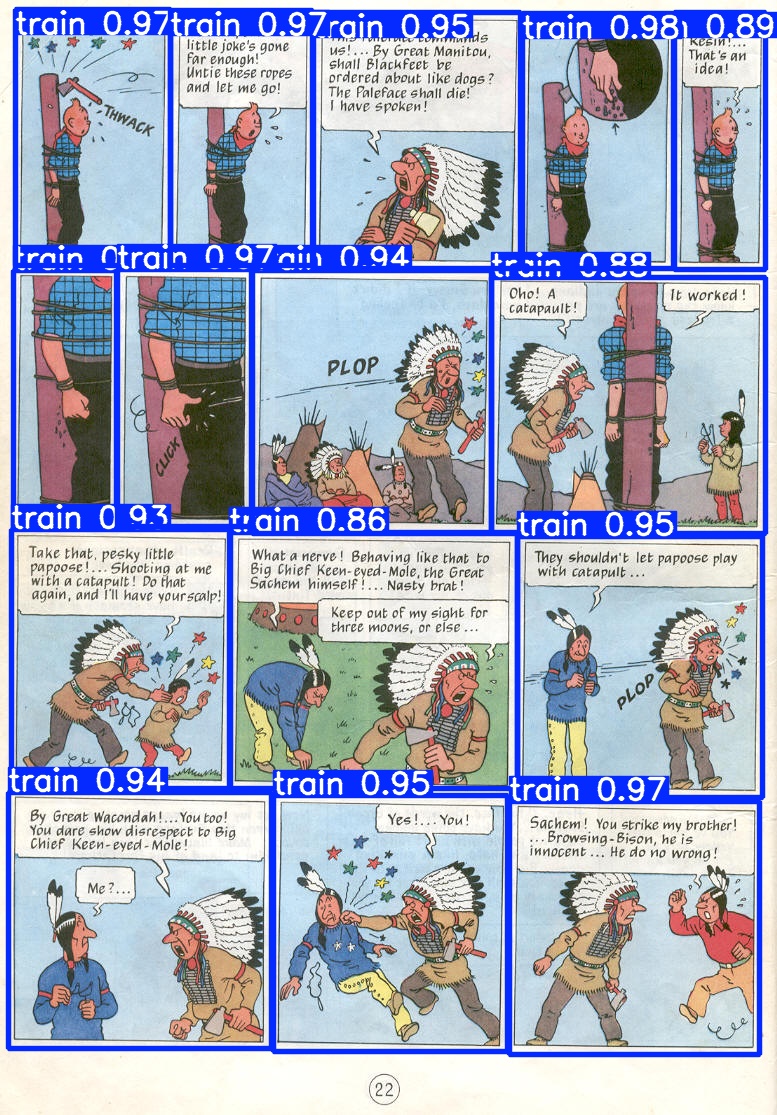 train 0.97
train 0.97
train 0.95
train 0.98
0.89
THWACK
little joke's gone
far enough!
Untie these ropes
and let me go!
commands
us!... By Great Manitou,
shall Blackfeet be
ordered about like dogs?
The Paleface shall die!
I have spoken!
Resin!...
That's an
idea!
train
train 0.97
0.94
train 0.88
CLICK
PLOP
Oho! A
catapault!
It worked!
train 0.93
0.86
train 0.95
Take that, pesky little
papoose!... Shooting at me
with a catapult! Do that
again, and I'll have your scalp!
What a nerve! Behaving like that to
Big Chief Keen-eyed-Mole, the Great
Sachem himself!... Nasty brat!
Keep out of my sight for
three moons, or else ...
They shouldn't let papoose play
with catapult ...
PLOP
train 0.94
train 0.95
train 0.97
By Great Wacondah!...You too!
You dare show disrespect to Big
Chief Keen-eyed-Mole!
Me?...
Yes!... You!
Sachem! You strike my brother!
...Browsing-Bison, he is
innocent... He do no wrong!
22